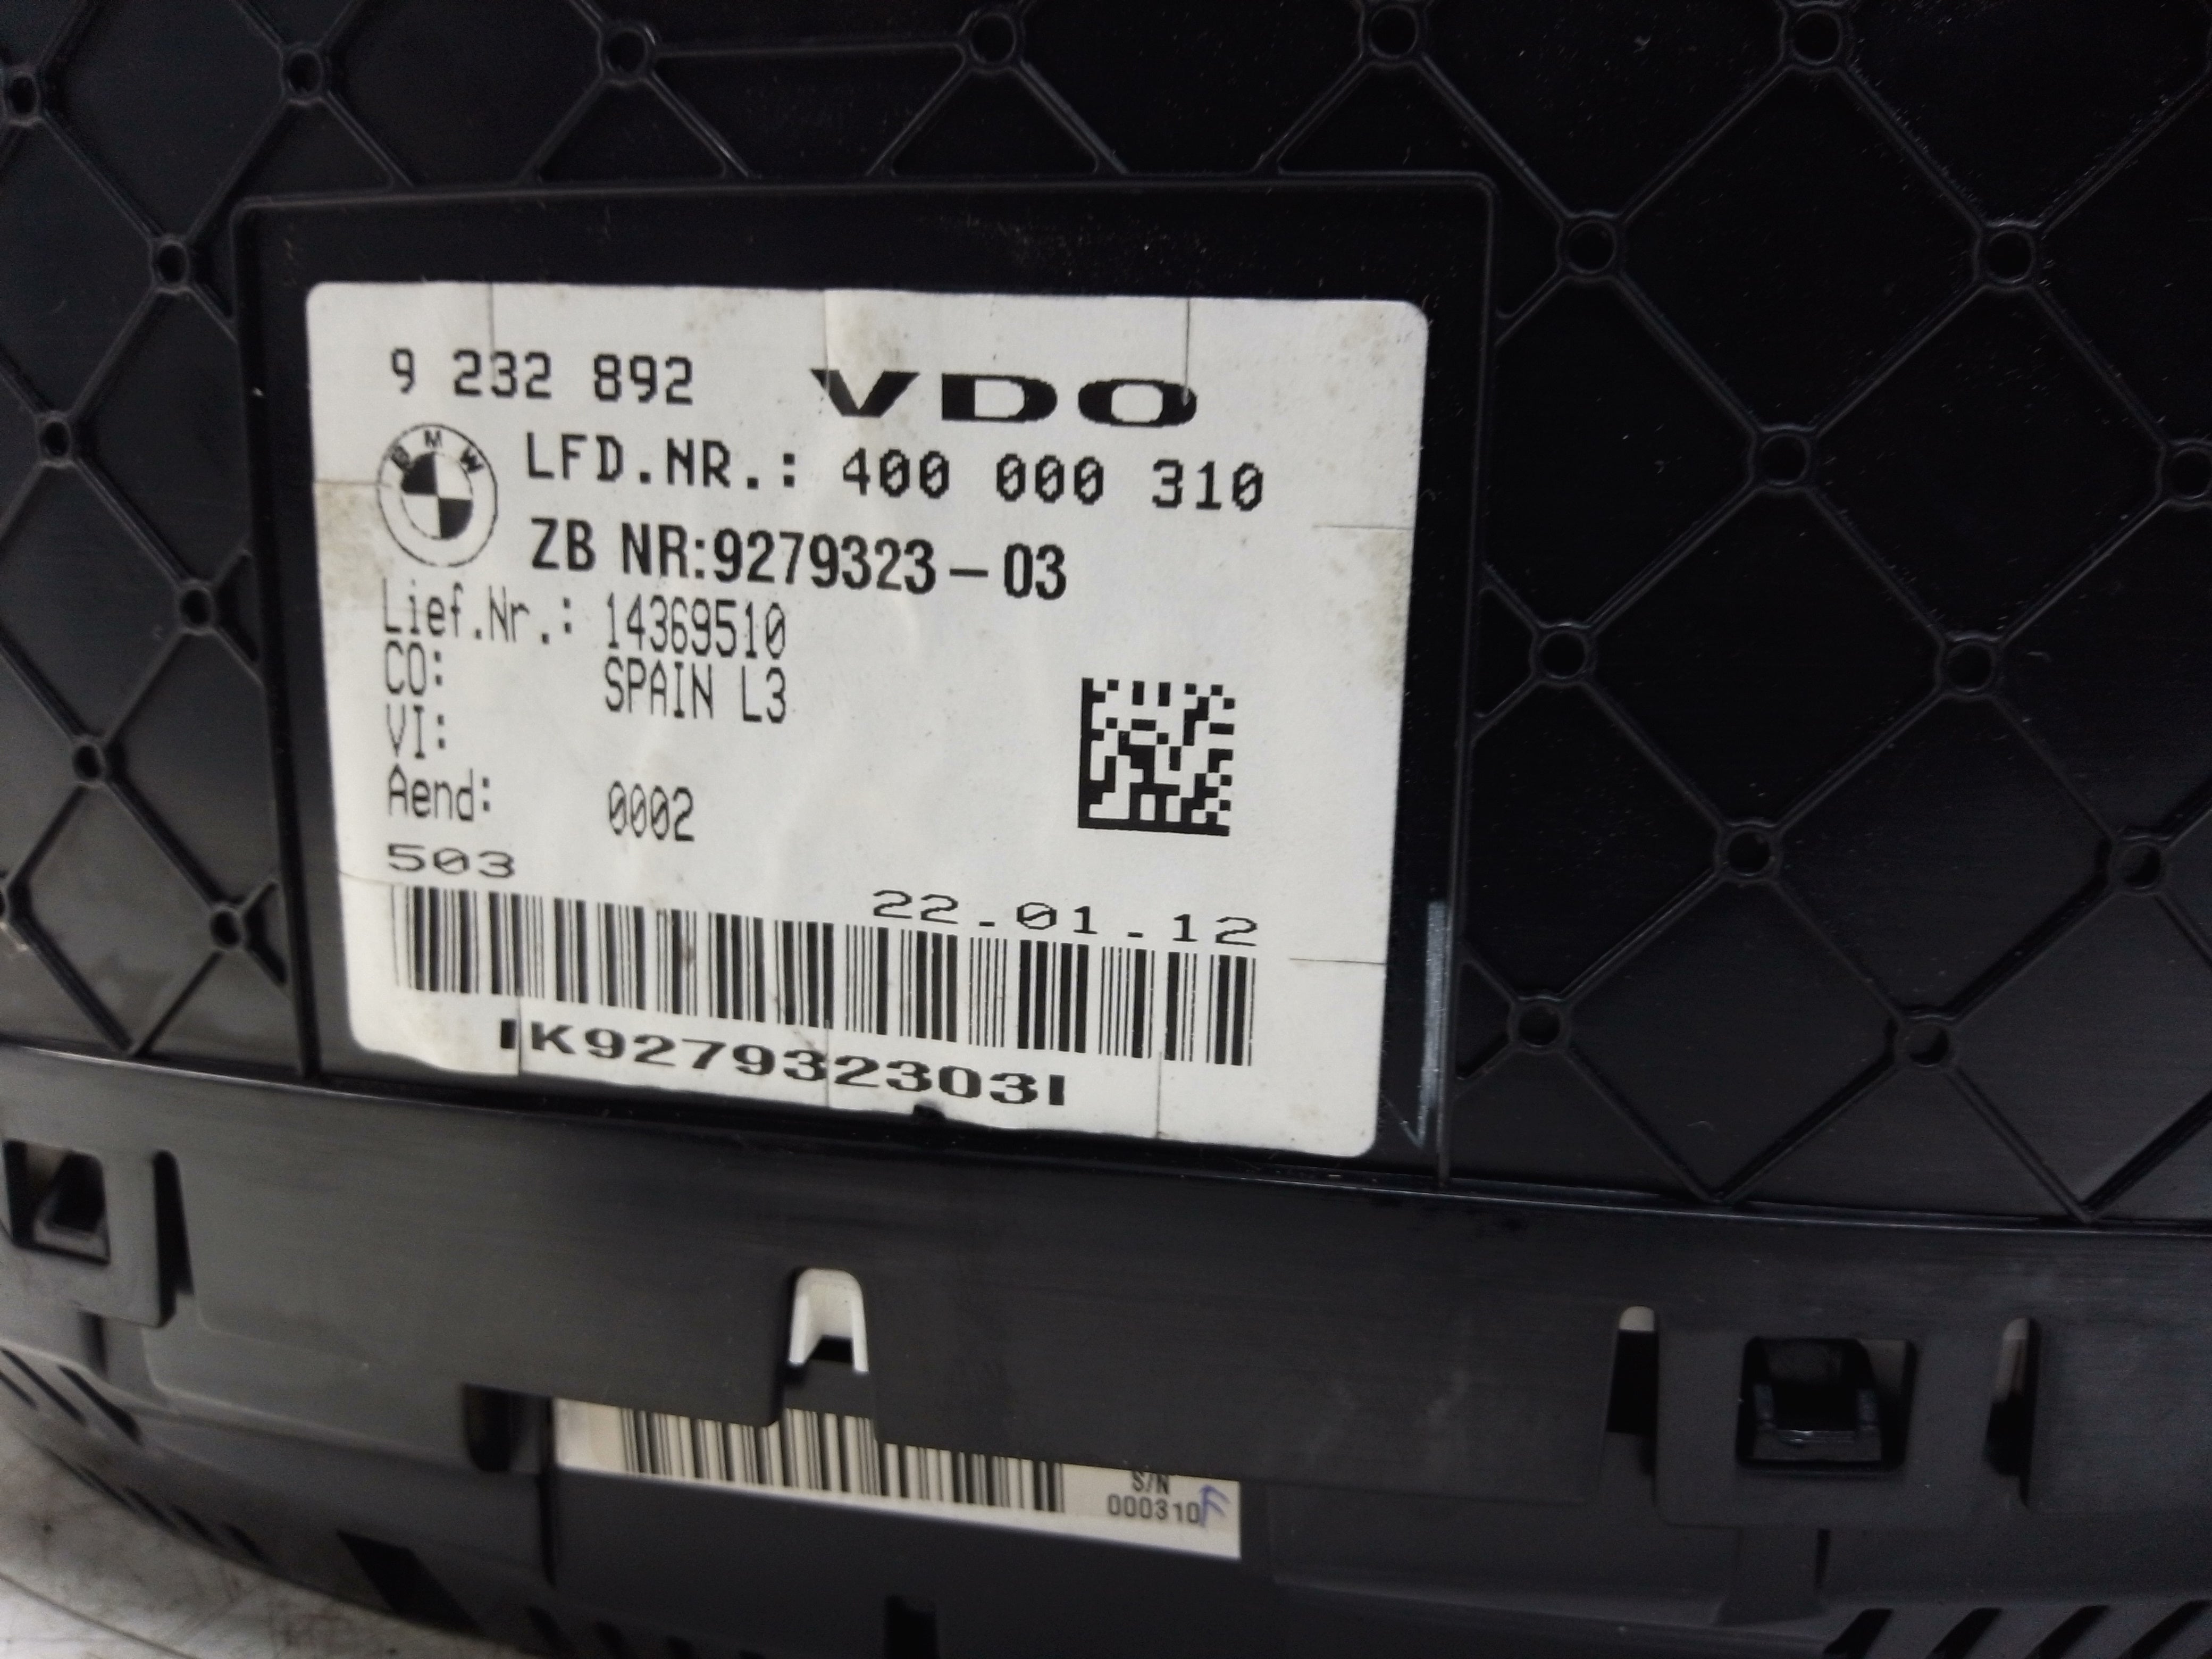 9 232 892 VDO
BMW
LFD.NR.: 400 000 310
ZB NR:9279323-03
Lief.Nr.: 14369510
CO: SPAIN L3
VI:
Aend: 0002
503
22.01.12
IK927932303I
S/N
000310